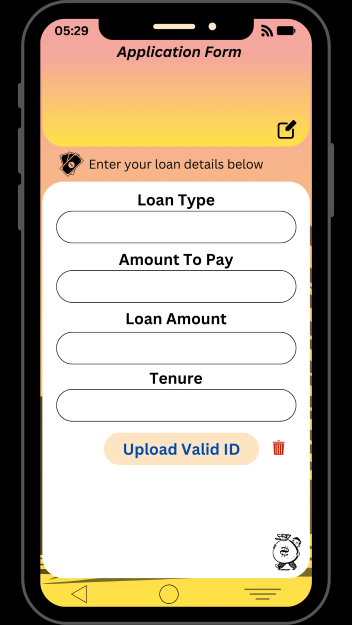 05:29
Application Form
Enter your loan details below
Loan Type
Amount To Pay
Loan Amount
Tenure
Upload Valid ID